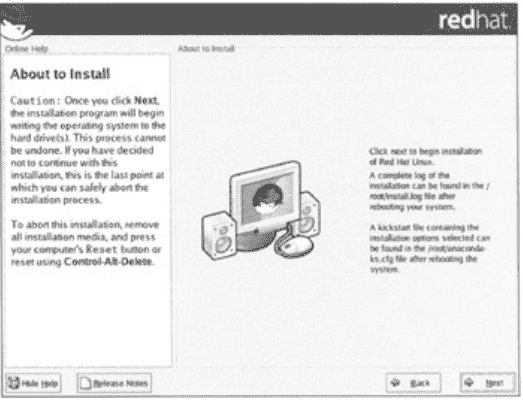 redhat
Online Help
About to Install
About to Install
Caution: Once you click Next,
the installation program will begin
writing the operating system to the
hard drive(s). This process cannot
be undone. If you have decided
not to continue with this
installation, this is the last point at
which you can safely abort the
installation process.
To abort this installation, remove
all installation media, and press
your computer's Reset button or
reset using Control-Alt-Delete.
Click next to begin installation
of Red Hat Linux.
A complete log of the
installation can be found in the /
root/install.log file after
rebooting your system.
A kickstart file containing the
installation options selected can
be found in the /root/anaconda-
ks.cfg file after rebooting the
system.
Hide Help
Release Notes
Back
Next